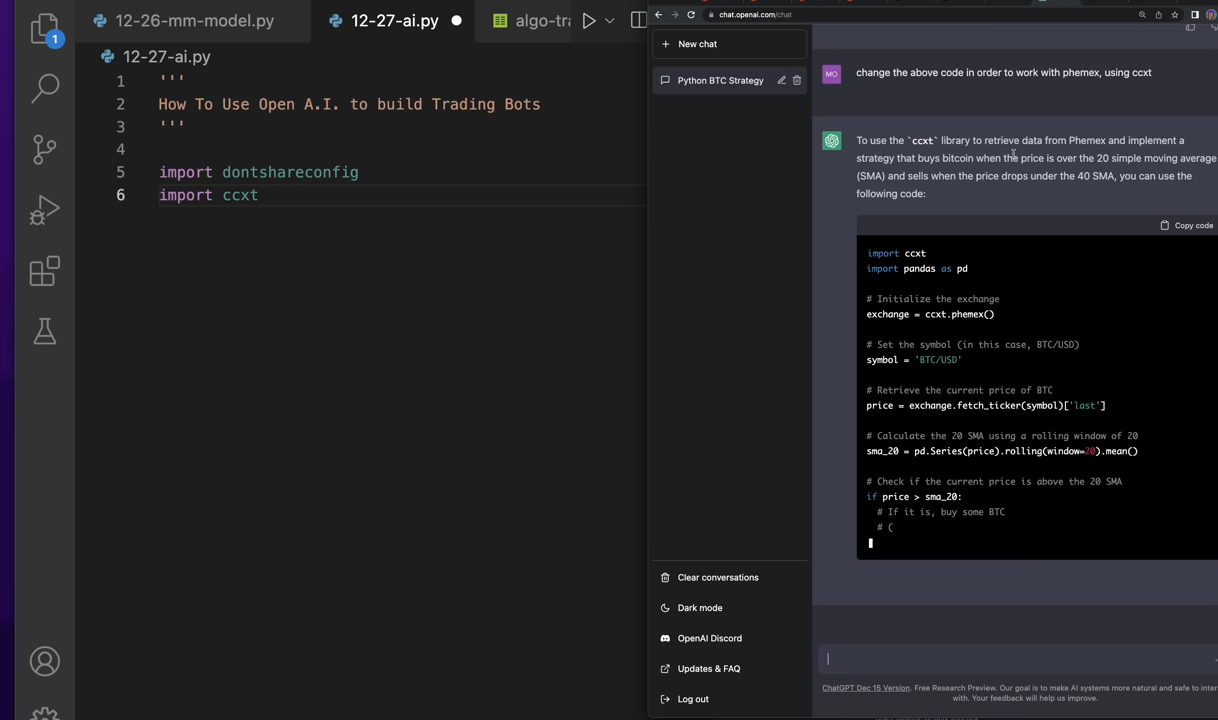 12-26-mm-model.py
12-27-ai.py
algo-tra
1
12-27-ai.py
1 '''
2 How To Use Open A.I. to build Trading Bots
3 '''
4
5 import dontshareconfig
6 import ccxt
chat.openai.com/chat
New chat
Python BTC Strategy
Clear conversations
Dark mode
OpenAI Discord
Updates & FAQ
Log out
MO
change the above code in order to work with phemex, using ccxt
To use the `ccxt` library to retrieve data from Phemex and implement a
strategy that buys bitcoin when the price is over the 20 simple moving average
(SMA) and sells when the price drops under the 40 SMA, you can use the
following code:
Copy code
import ccxt
import pandas as pd
# Initialize the exchange
exchange = ccxt.phemex()
# Set the symbol (in this case, BTC/USD)
symbol = 'BTC/USD'
# Retrieve the current price of BTC
price = exchange.fetch_ticker(symbol)['last']
# Calculate the 20 SMA using a rolling window of 20
sma_20 = pd.Series(price).rolling(window=20).mean()
# Check if the current price is above the 20 SMA
if price > sma_20:
# If it is, buy some BTC
# (
ChatGPT Dec 15 Version. Free Research Preview. Our goal is to make AI systems more natural and safe to inter
with. Your feedback will help us improve.